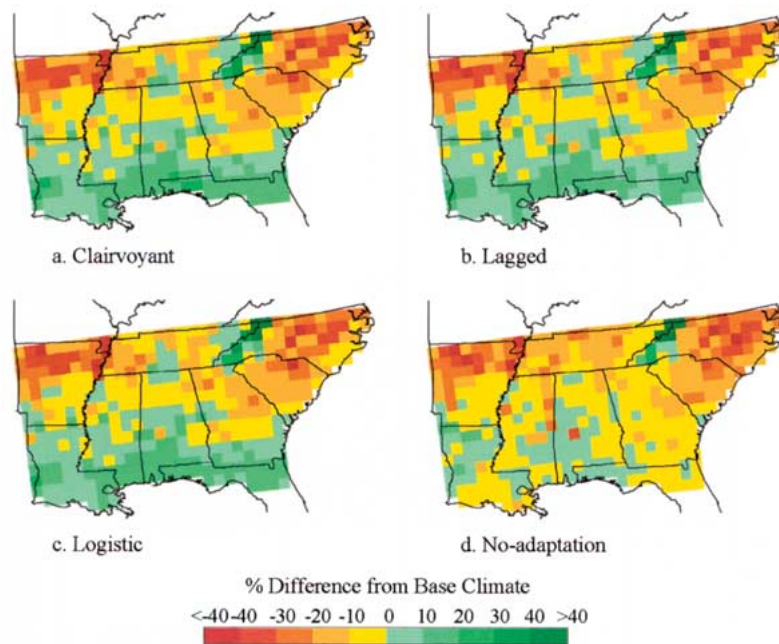 a. Clairvoyant
b. Lagged
c. Logistic
d. No-adaptation
% Difference from Base Climate
<-40 -40 -30 -20 -10 0 10 20 30 40 >40